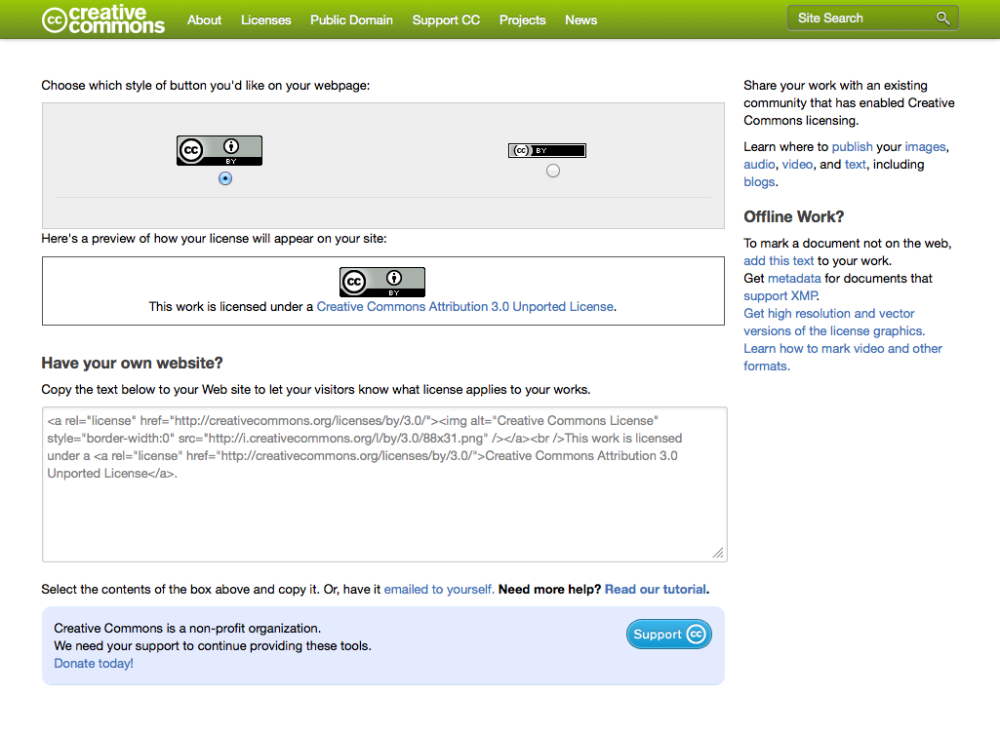 creative commons
About Licenses Public Domain Support CC Projects News
Site Search
Choose which style of button you'd like on your webpage:
cc BY
cc BY
Here's a preview of how your license will appear on your site:
cc BY
This work is licensed under a Creative Commons Attribution 3.0 Unported License.
Have your own website?
Copy the text below to your Web site to let your visitors know what license applies to your works.
<a rel="license" href="http://creativecommons.org/licenses/by/3.0/"><img alt="Creative Commons License"
style="border-width:0" src="http://i.creativecommons.org/l/by/3.0/88x31.png" /></a><br />This work is licensed
under a <a rel="license" href="http://creativecommons.org/licenses/by/3.0/">Creative Commons Attribution 3.0
Unported License</a>.
Select the contents of the box above and copy it. Or, have it emailed to yourself. Need more help? Read our tutorial.
Creative Commons is a non-profit organization.
We need your support to continue providing these tools.
Donate today!
Support cc
Share your work with an existing
community that has enabled Creative
Commons licensing.
Learn where to publish your images,
audio, video, and text, including
blogs.
Offline Work?
To mark a document not on the web,
add this text to your work.
Get metadata for documents that
support XMP.
Get high resolution and vector
versions of the license graphics.
Learn how to mark video and other
formats.